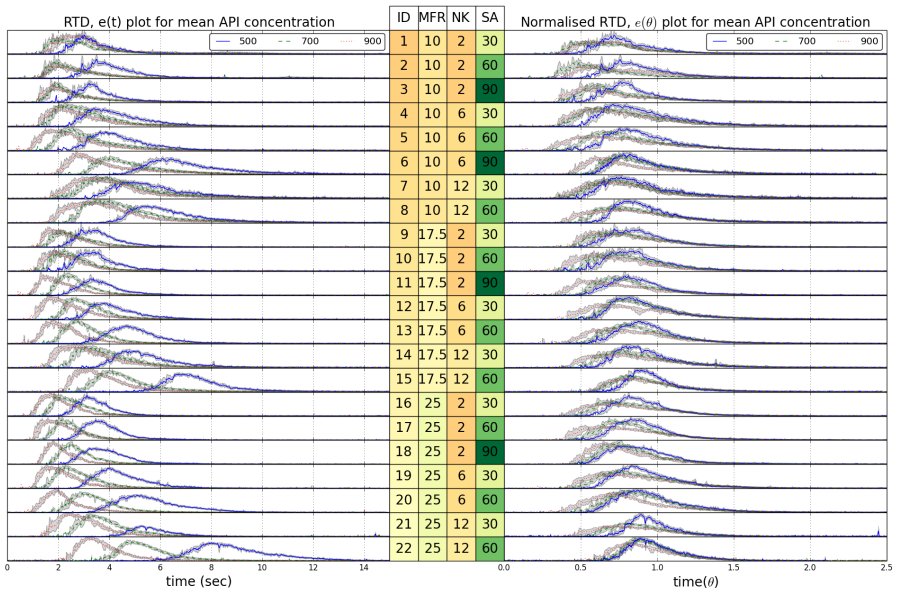 RTD, e(t) plot for mean API concentration
ID MFR NK SA
Normalised RTD, e(θ) plot for mean API concentration
500 700 900
500 700 900
1 10 2 30
2 10 2 60
3 10 2 90
4 10 6 30
5 10 6 60
6 10 6 90
7 10 12 30
8 10 12 60
9 17.5 2 30
10 17.5 2 60
11 17.5 2 90
12 17.5 6 30
13 17.5 6 60
14 17.5 12 30
15 17.5 12 60
16 25 2 30
17 25 2 60
18 25 2 90
19 25 6 30
20 25 6 60
21 25 12 30
22 25 12 60
0 2 4 6 8 10 12 14
time (sec)
0.0 0.5 1.0 1.5 2.0 2.5
time(θ)